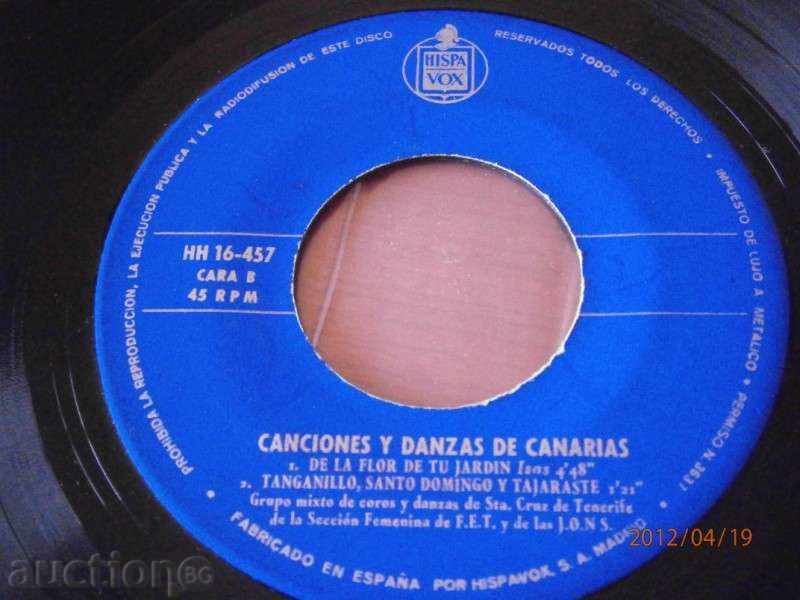 HISPA
VOX
PROHIBIDA LA REPRODUCCION, LA EJECUCION PUBLICA Y LA RADIODIFUSION DE ESTE DISCO
RESERVADOS TODOS LOS DERECHOS • IMPUESTO DE LUJO A METALICO • PERMISO N. 3631
HH 16-457
CARA B
45 RPM
CANCIONES Y DANZAS DE CANARIAS
1. DE LA FLOR DE TU JARDIN Isas 4'48"
2. TANGANILLO, SANTO DOMINGO Y TAJARASTE 1'21"
Grupo mixto de coros y danzas de Sta. Cruz de Tenerife
de la Sección Femenina de F.E.T. y de las J.O.N S.
FABRICADO EN ESPAÑA POR HISPAVOX, S. A. MADRID
2012/04/19
auction BG